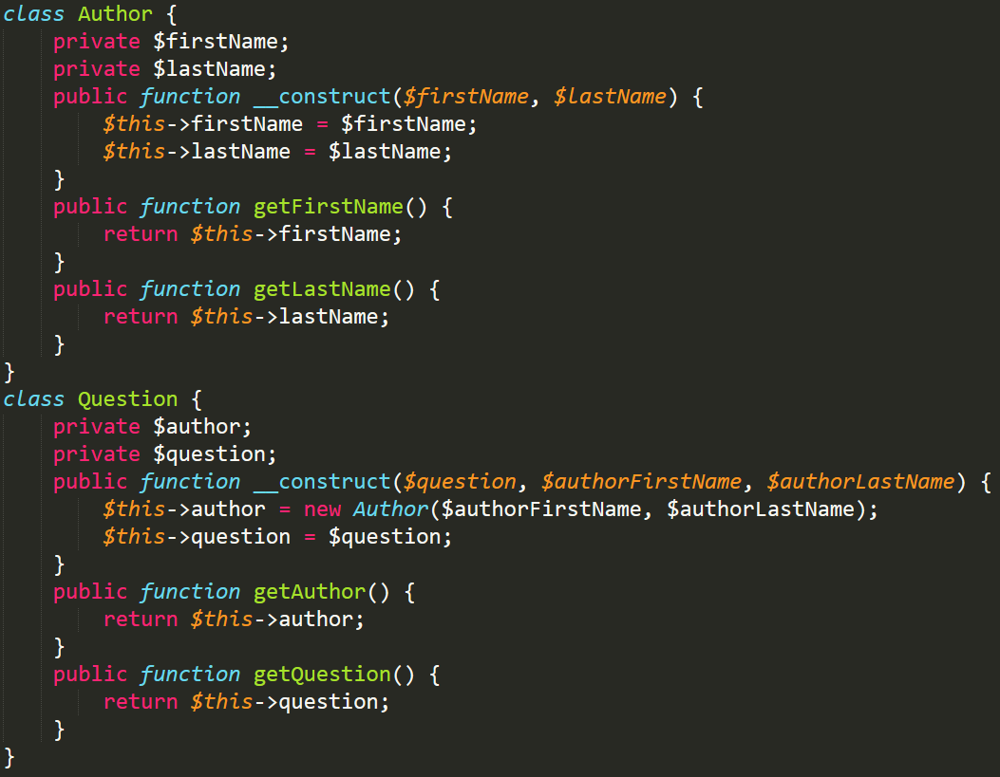 class Author {
    private $firstName;
    private $lastName;
    public function __construct($firstName, $lastName) {
        $this->firstName = $firstName;
        $this->lastName = $lastName;
    }
    public function getFirstName() {
        return $this->firstName;
    }
    public function getLastName() {
        return $this->lastName;
    }
}
class Question {
    private $author;
    private $question;
    public function __construct($question, $authorFirstName, $authorLastName) {
        $this->author = new Author($authorFirstName, $authorLastName);
        $this->question = $question;
    }
    public function getAuthor() {
        return $this->author;
    }
    public function getQuestion() {
        return $this->question;
    }
}